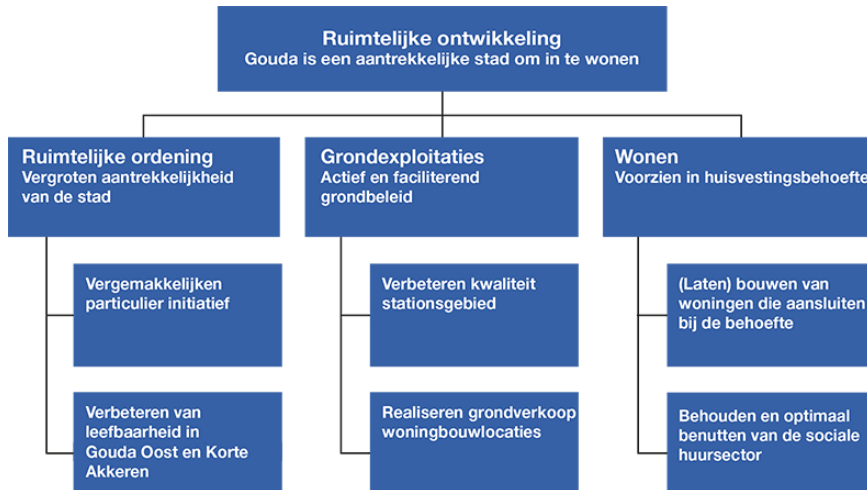 Ruimtelijke ontwikkeling
Gouda is een aantrekkelijke stad om in te wonen
Ruimtelijke ordening
Vergroten aantrekkelijkheid
van de stad
Vergemakkelijken
particulier initiatief
Verbeteren van
leefbaarheid in
Gouda Oost en Korte
Akkeren
Grondexploitaties
Actief en faciliterend
grondbeleid
Verbeteren kwaliteit
stationsgebied
Realiseren grondverkoop
woningbouwlocaties
Wonen
Voorzien in huisvestingsbehoefte
(Laten) bouwen van
woningen die aansluiten
bij de behoefte
Behouden en optimaal
benutten van de sociale
huursector